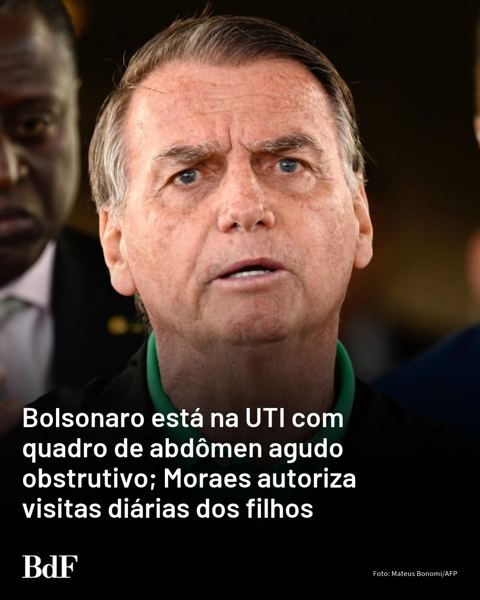 Bolsonaro está na UTI com
quadro de abdômen agudo
obstrutivo; Moraes autoriza
visitas diárias dos filhos
BdF
Foto: Mateus Bonomi/AFP